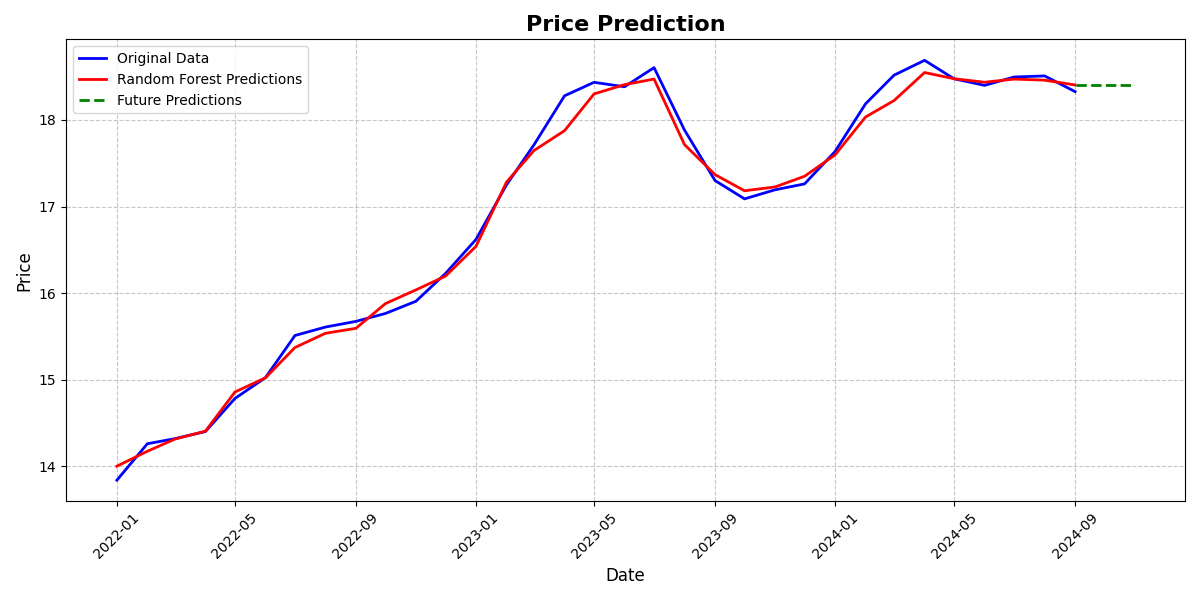 Price Prediction
Original Data
Random Forest Predictions
Future Predictions
Price
18
17
16
15
14
2022-01
2022-05
2022-09
2023-01
2023-05
2023-09
2024-01
2024-05
2024-09
Date